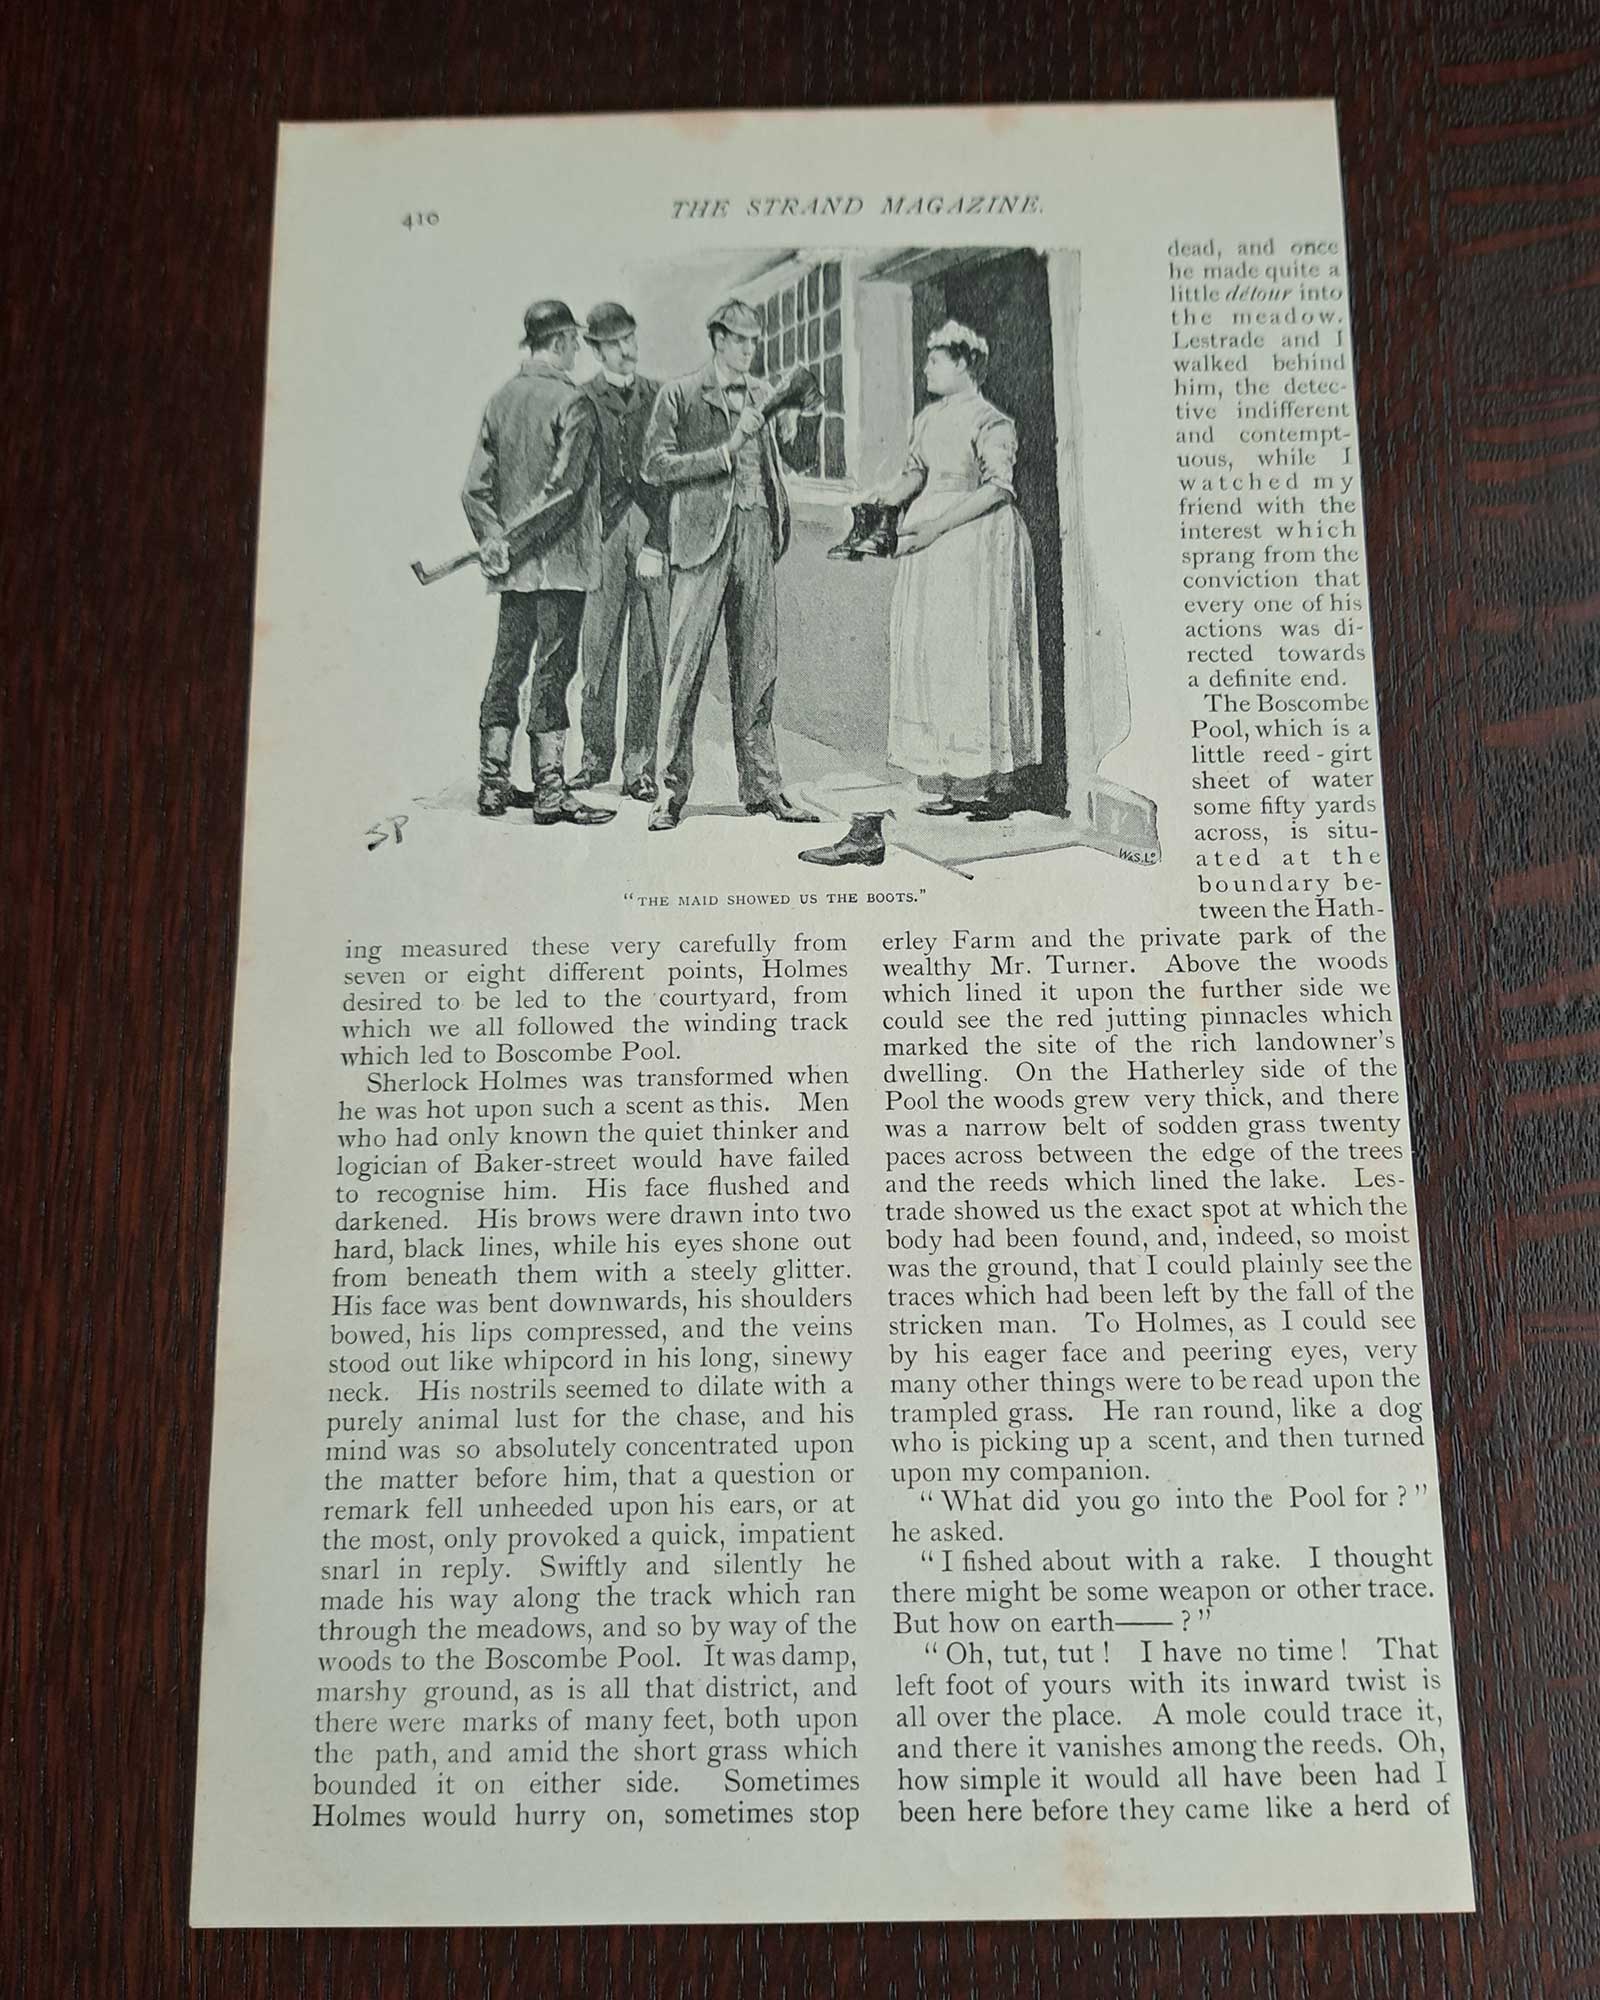 410
THE STRAND MAGAZINE.
SP
W&S.Lº
"THE MAID SHOWED US THE BOOTS."
ing measured these very carefully from
seven or eight different points, Holmes
desired to be led to the courtyard, from
which we all followed the winding track
which led to Boscombe Pool.
Sherlock Holmes was transformed when
he was hot upon such a scent as this. Men
who had only known the quiet thinker and
logician of Baker-street would have failed
to recognise him. His face flushed and
darkened. His brows were drawn into two
hard, black lines, while his eyes shone out
from beneath them with a steely glitter.
His face was bent downwards, his shoulders
bowed, his lips compressed, and the veins
stood out like whipcord in his long, sinewy
neck. His nostrils seemed to dilate with a
purely animal lust for the chase, and his
mind was so absolutely concentrated upon
the matter before him, that a question or
remark fell unheeded upon his ears, or at
the most, only provoked a quick, impatient
snarl in reply. Swiftly and silently he
made his way along the track which ran
through the meadows, and so by way of the
woods to the Boscombe Pool. It was damp,
marshy ground, as is all that district, and
there were marks of many feet, both upon
the path, and amid the short grass which
bounded it on either side. Sometimes
Holmes would hurry on, sometimes stop
dead, and once
he made quite a
little détour into
the meadow.
Lestrade and I
walked behind
him, the detec-
tive indifferent
and contempt-
uous, while I
watched my
friend with the
interest which
sprang from the
conviction that
every one of his
actions was di-
rected towards
a definite end.
The Boscombe
Pool, which is a
little reed-girt
sheet of water
some fifty yards
across, is situ-
ated at the
boundary be-
tween the Hath-
erley Farm and the private park of the
wealthy Mr. Turner. Above the woods
which lined it upon the further side we
could see the red jutting pinnacles which
marked the site of the rich landowner's
dwelling. On the Hatherley side of the
Pool the woods grew very thick, and there
was a narrow belt of sodden grass twenty
paces across between the edge of the trees
and the reeds which lined the lake. Les-
trade showed us the exact spot at which the
body had been found, and, indeed, so moist
was the ground, that I could plainly see the
traces which had been left by the fall of the
stricken man. To Holmes, as I could see
by his eager face and peering eyes, very
many other things were to be read upon the
trampled grass. He ran round, like a dog
who is picking up a scent, and then turned
upon my companion.
"What did you go into the Pool for?"
he asked.
"I fished about with a rake. I thought
there might be some weapon or other trace.
But how on earth——?"
"Oh, tut, tut! I have no time! That
left foot of yours with its inward twist is
all over the place. A mole could trace it,
and there it vanishes among the reeds. Oh,
how simple it would all have been had I
been here before they came like a herd of